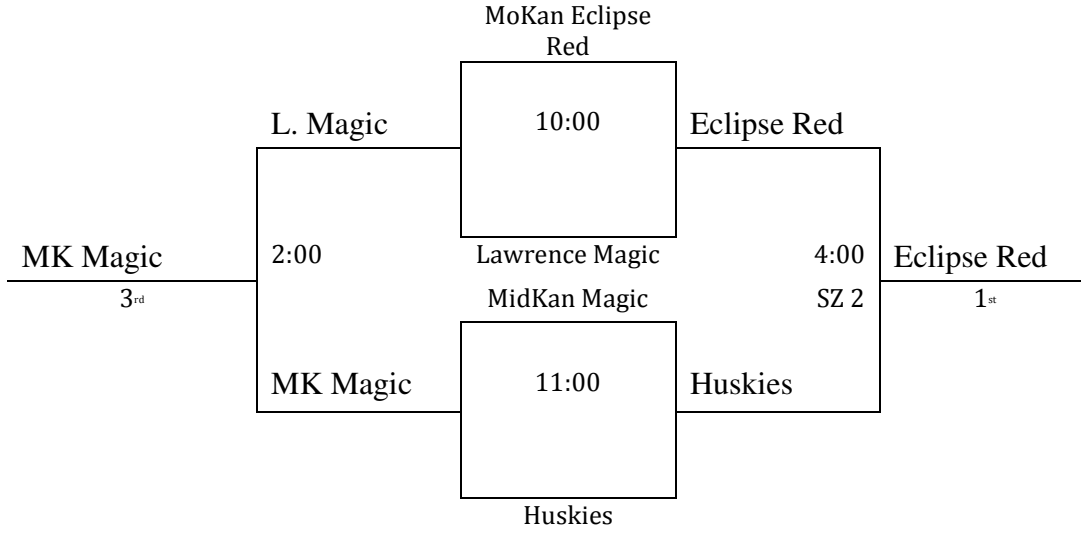 MoKan Eclipse
Red
L. Magic
10:00
Eclipse Red
MK Magic
2:00
Lawrence Magic
4:00
Eclipse Red
3rd
MidKan Magic
SZ 2
1st
MK Magic
11:00
Huskies
Huskies